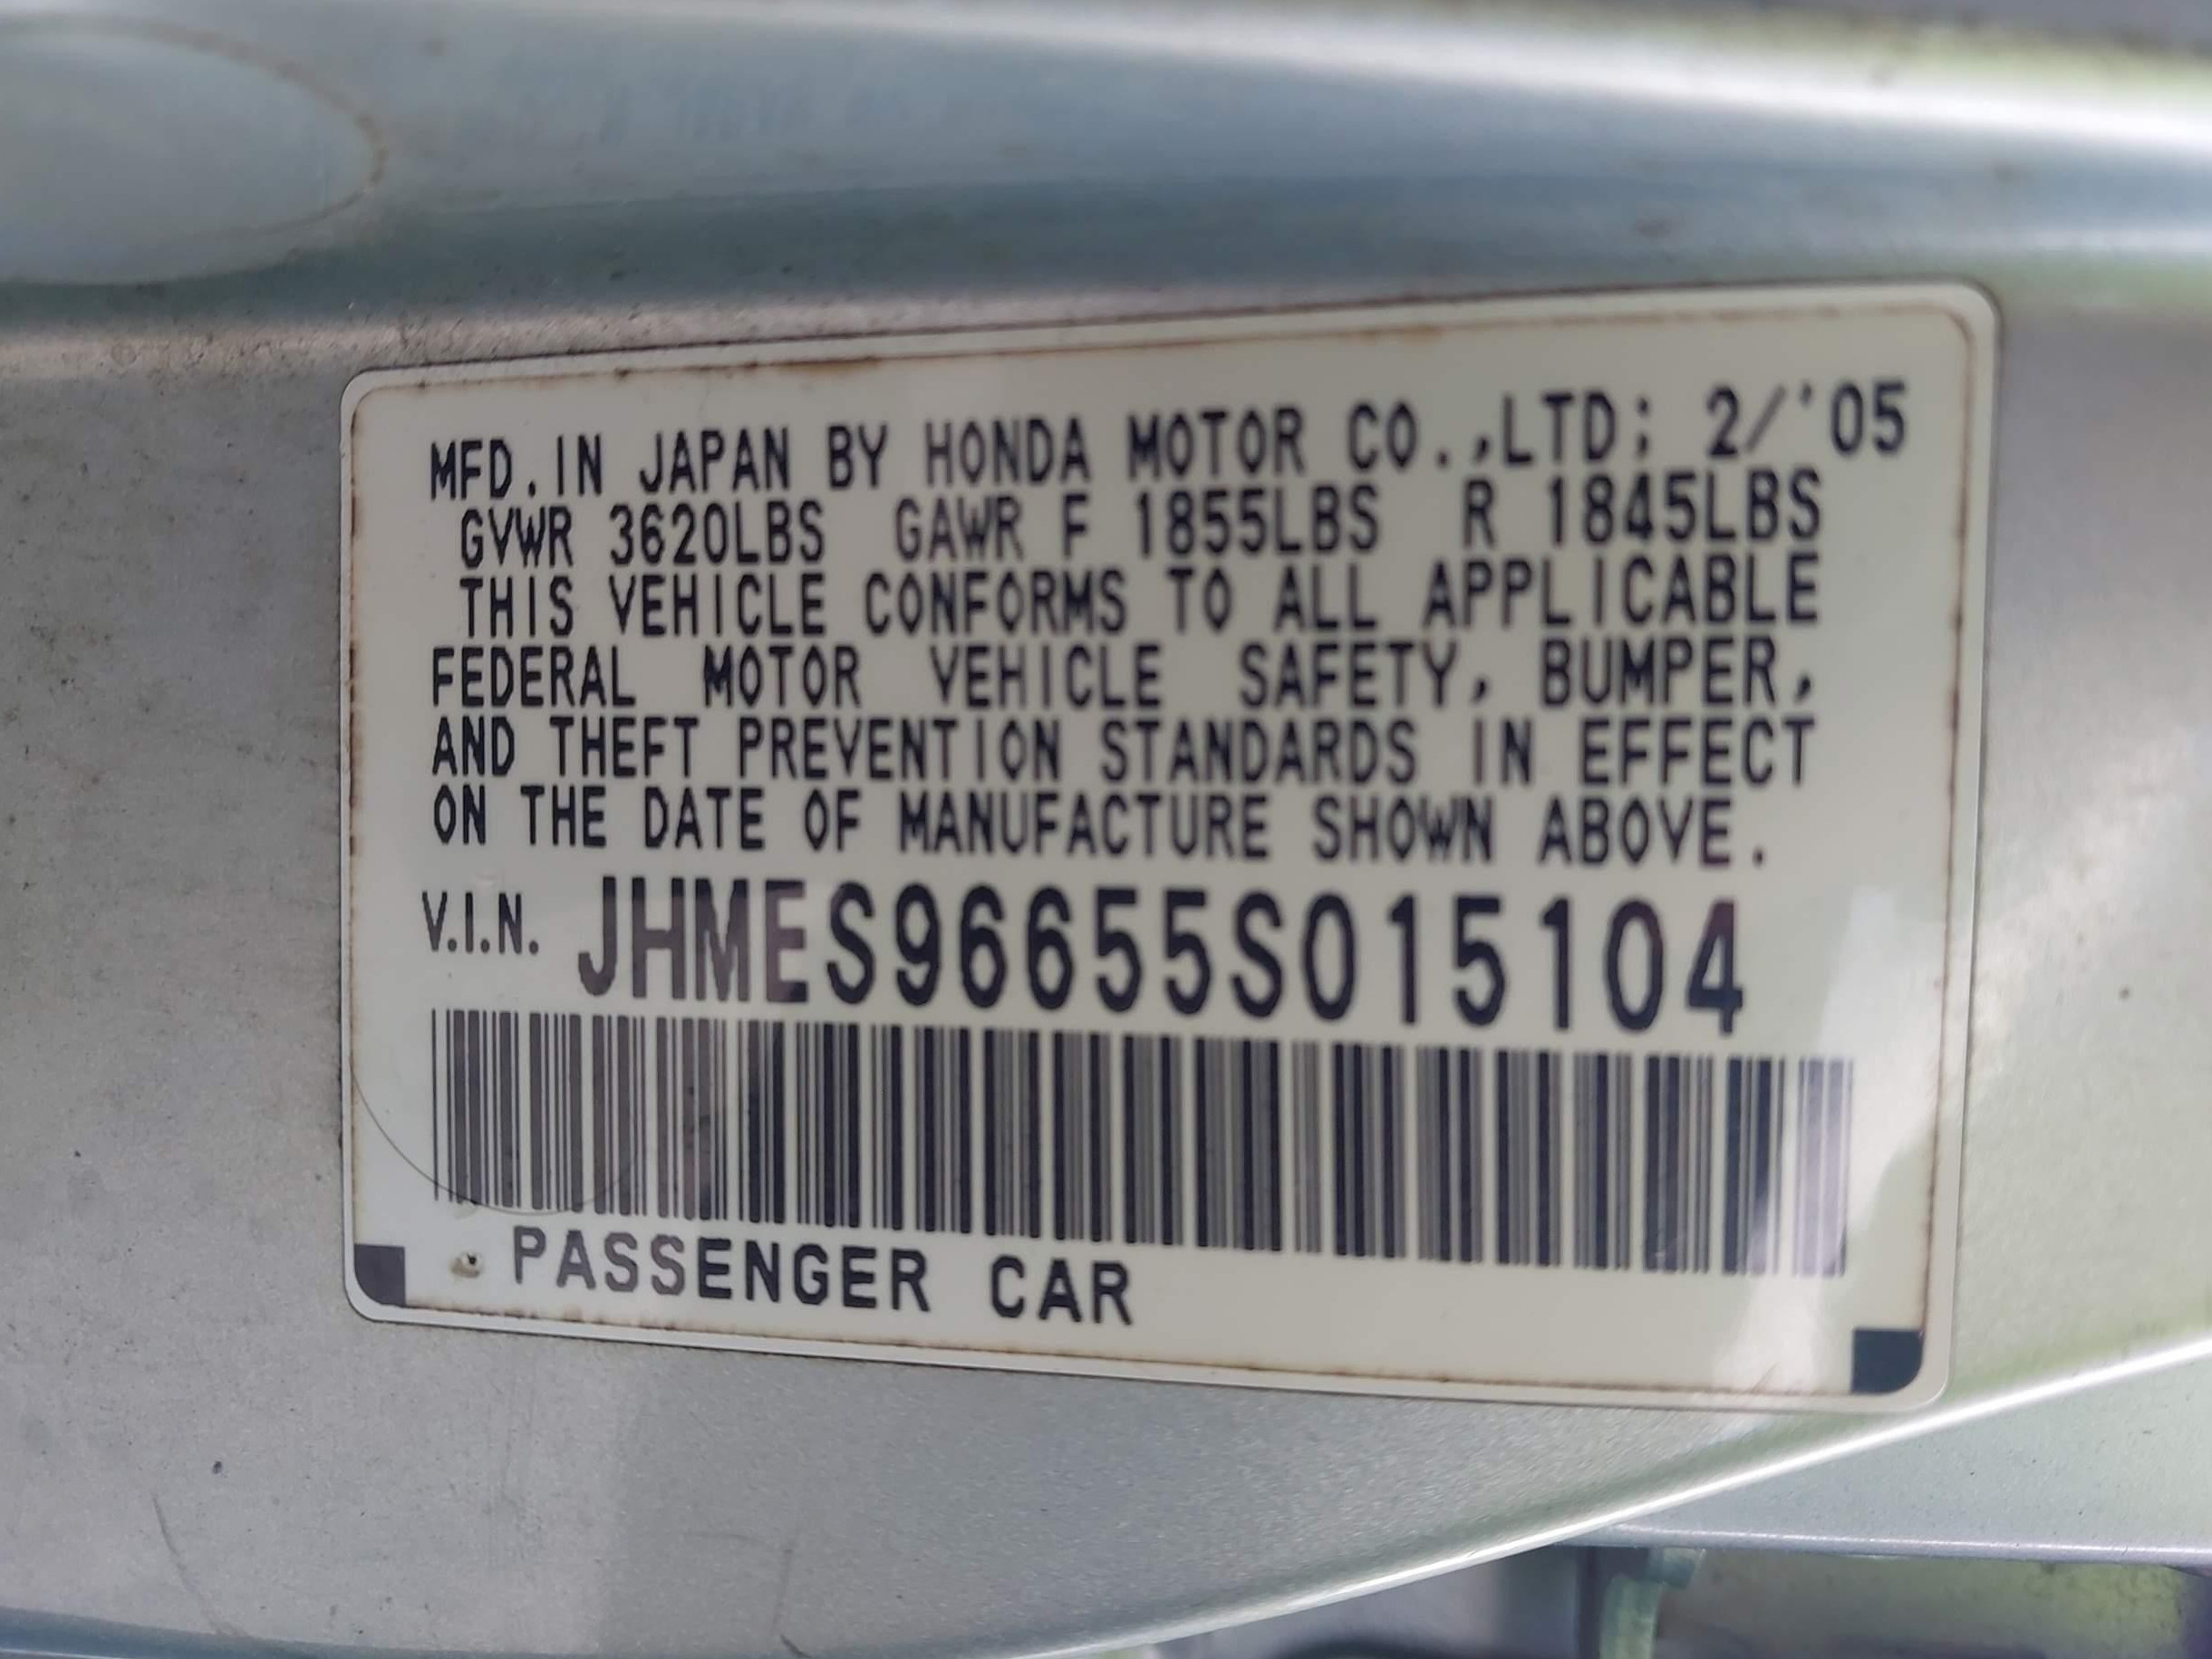 MFD.IN JAPAN BY HONDA MOTOR CO.,LTD; 2/'05
GVWR 3620LBS GAWR F 1855LBS R 1845LBS
THIS VEHICLE CONFORMS TO ALL APPLICABLE
FEDERAL MOTOR VEHICLE SAFETY, BUMPER,
AND THEFT PREVENTION STANDARDS IN EFFECT
ON THE DATE OF MANUFACTURE SHOWN ABOVE.
V.I.N. JHMES96655S015104
PASSENGER CAR